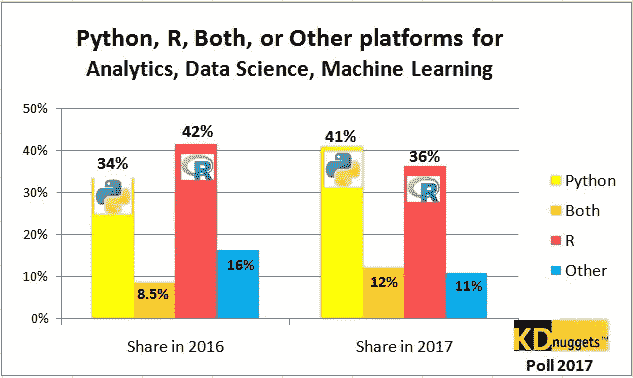 Python, R, Both, or Other platforms for
Analytics, Data Science, Machine Learning
50%
40%
30%
20%
10%
0%
34%
8.5%
42%
R
16%
41%
12%
36%
R
11%
Share in 2016
Share in 2017
Python
Both
R
Other
KDnuggets™
Poll 2017